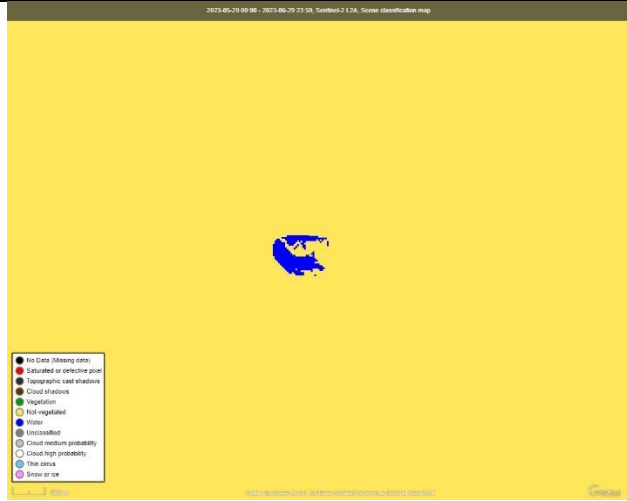 2023-05-29 00:00 - 2023-06-29 23:59, Sentinel-2 L2A, Scene classification map
No Data (Missing data)
Saturated or defective pixel
Topographic cast shadows
Cloud shadows
Vegetation
Not-vegetated
Water
Unclassified
Cloud medium probability
Cloud high probability
Thin cirrus
Snow or ice